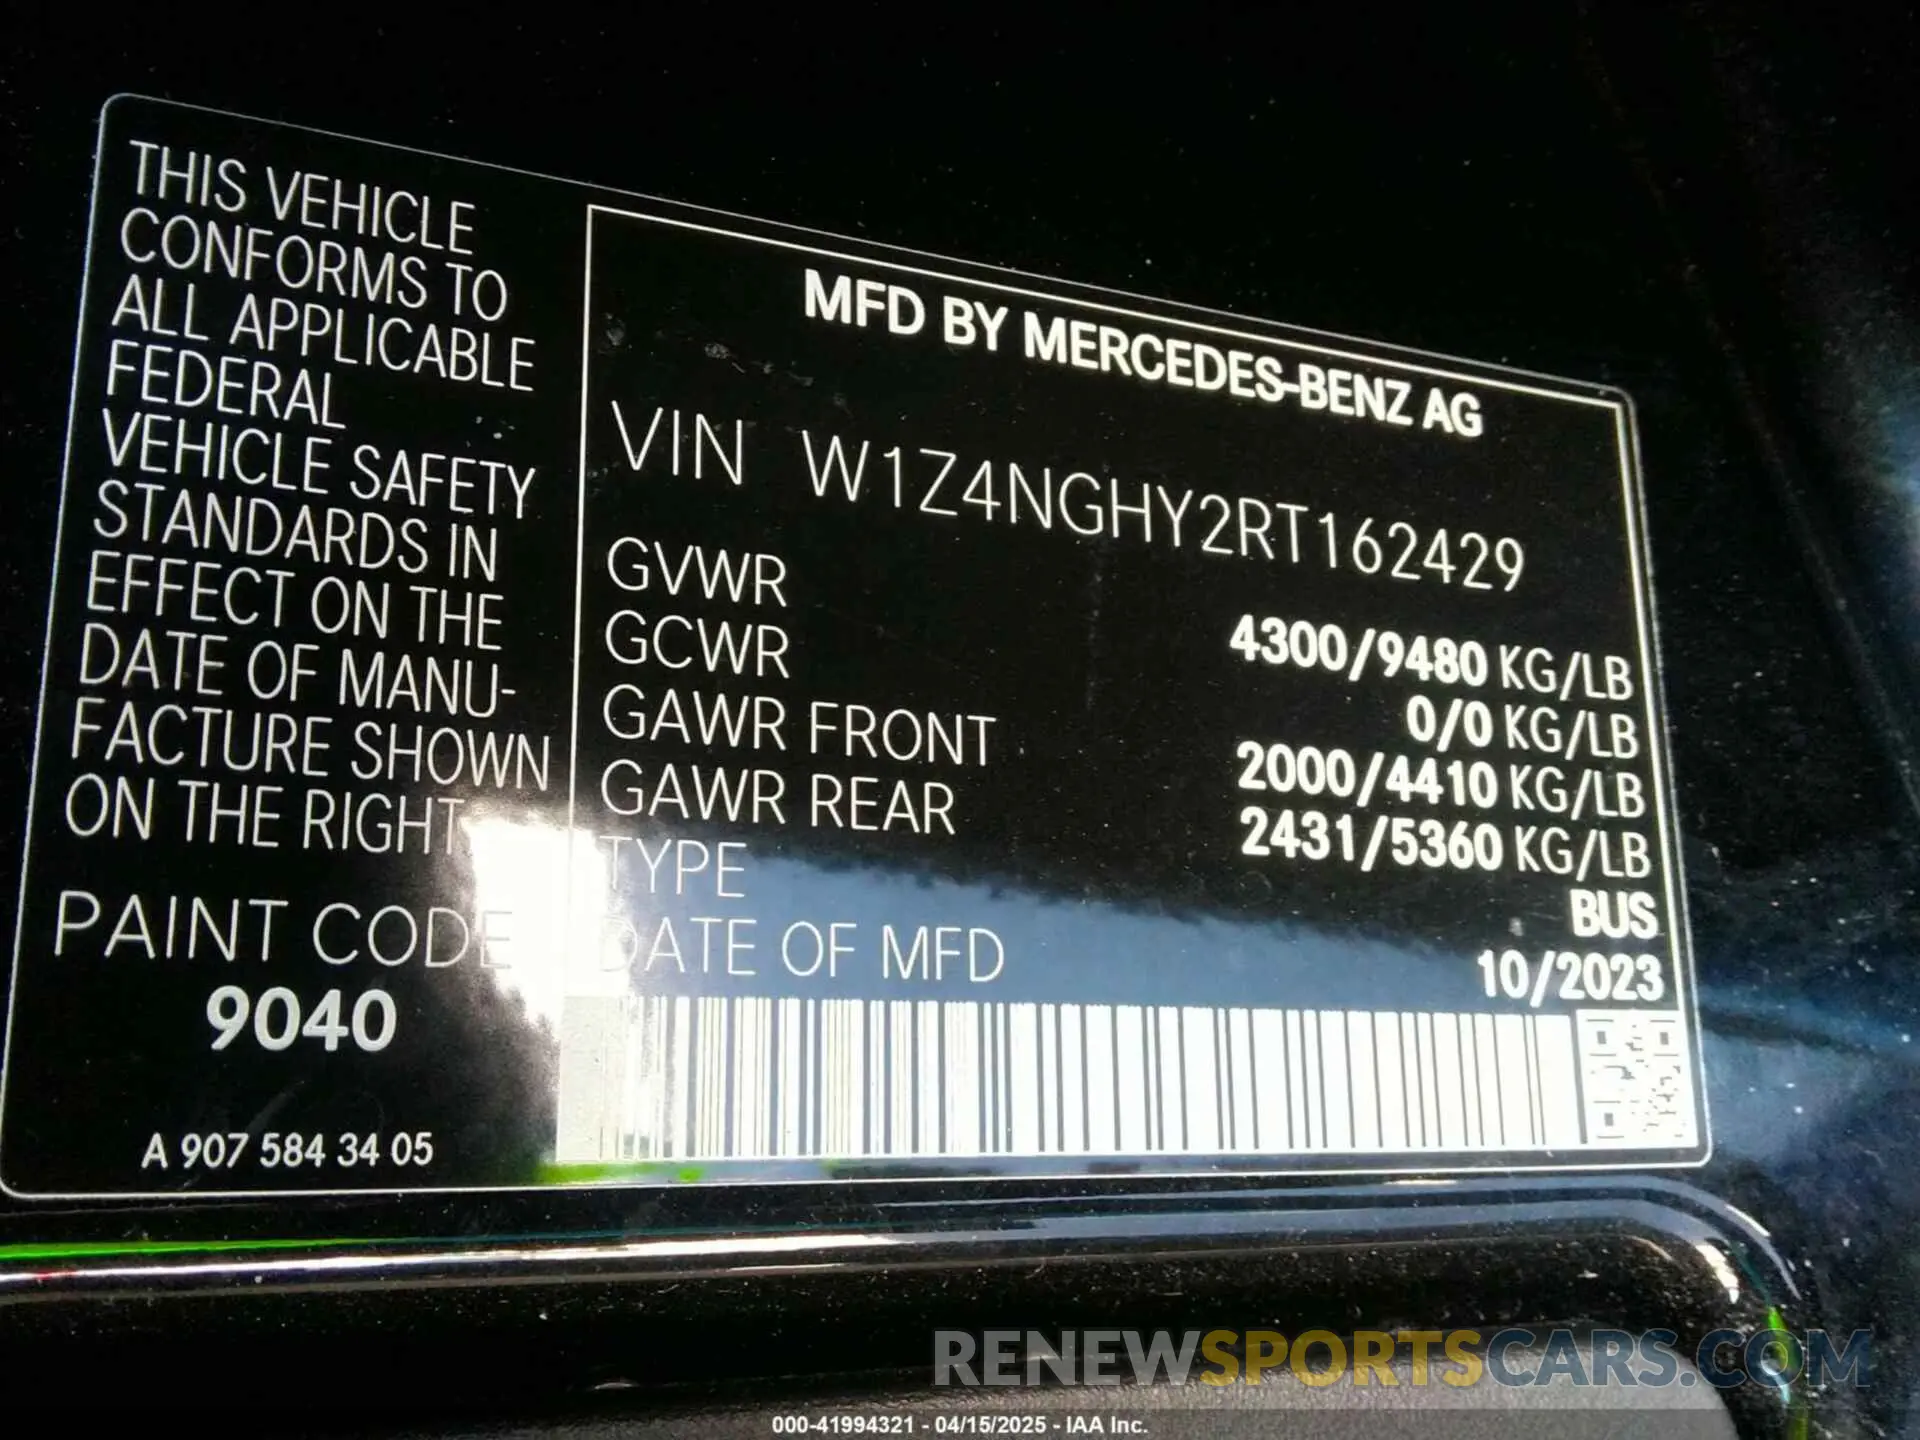 THIS VEHICLE
CONFORMS TO
ALL APPLICABLE
FEDERAL
VEHICLE SAFETY
STANDARDS IN
EFFECT ON THE
DATE OF MANU-
FACTURE SHOWN
ON THE RIGHT.
PAINT CODE
9040
A 907 584 34 05
MFD BY MERCEDES-BENZ AG
VIN W1Z4NGHY2RT162429
GVWR 4300/9480 KG/LB
GCWR 0/0 KG/LB
GAWR FRONT 2000/4410 KG/LB
GAWR REAR 2431/5360 KG/LB
TYPE BUS
DATE OF MFD 10/2023
RENEWSPORTSCARS.COM
000-41994321 - 04/15/2025 - IAA Inc.